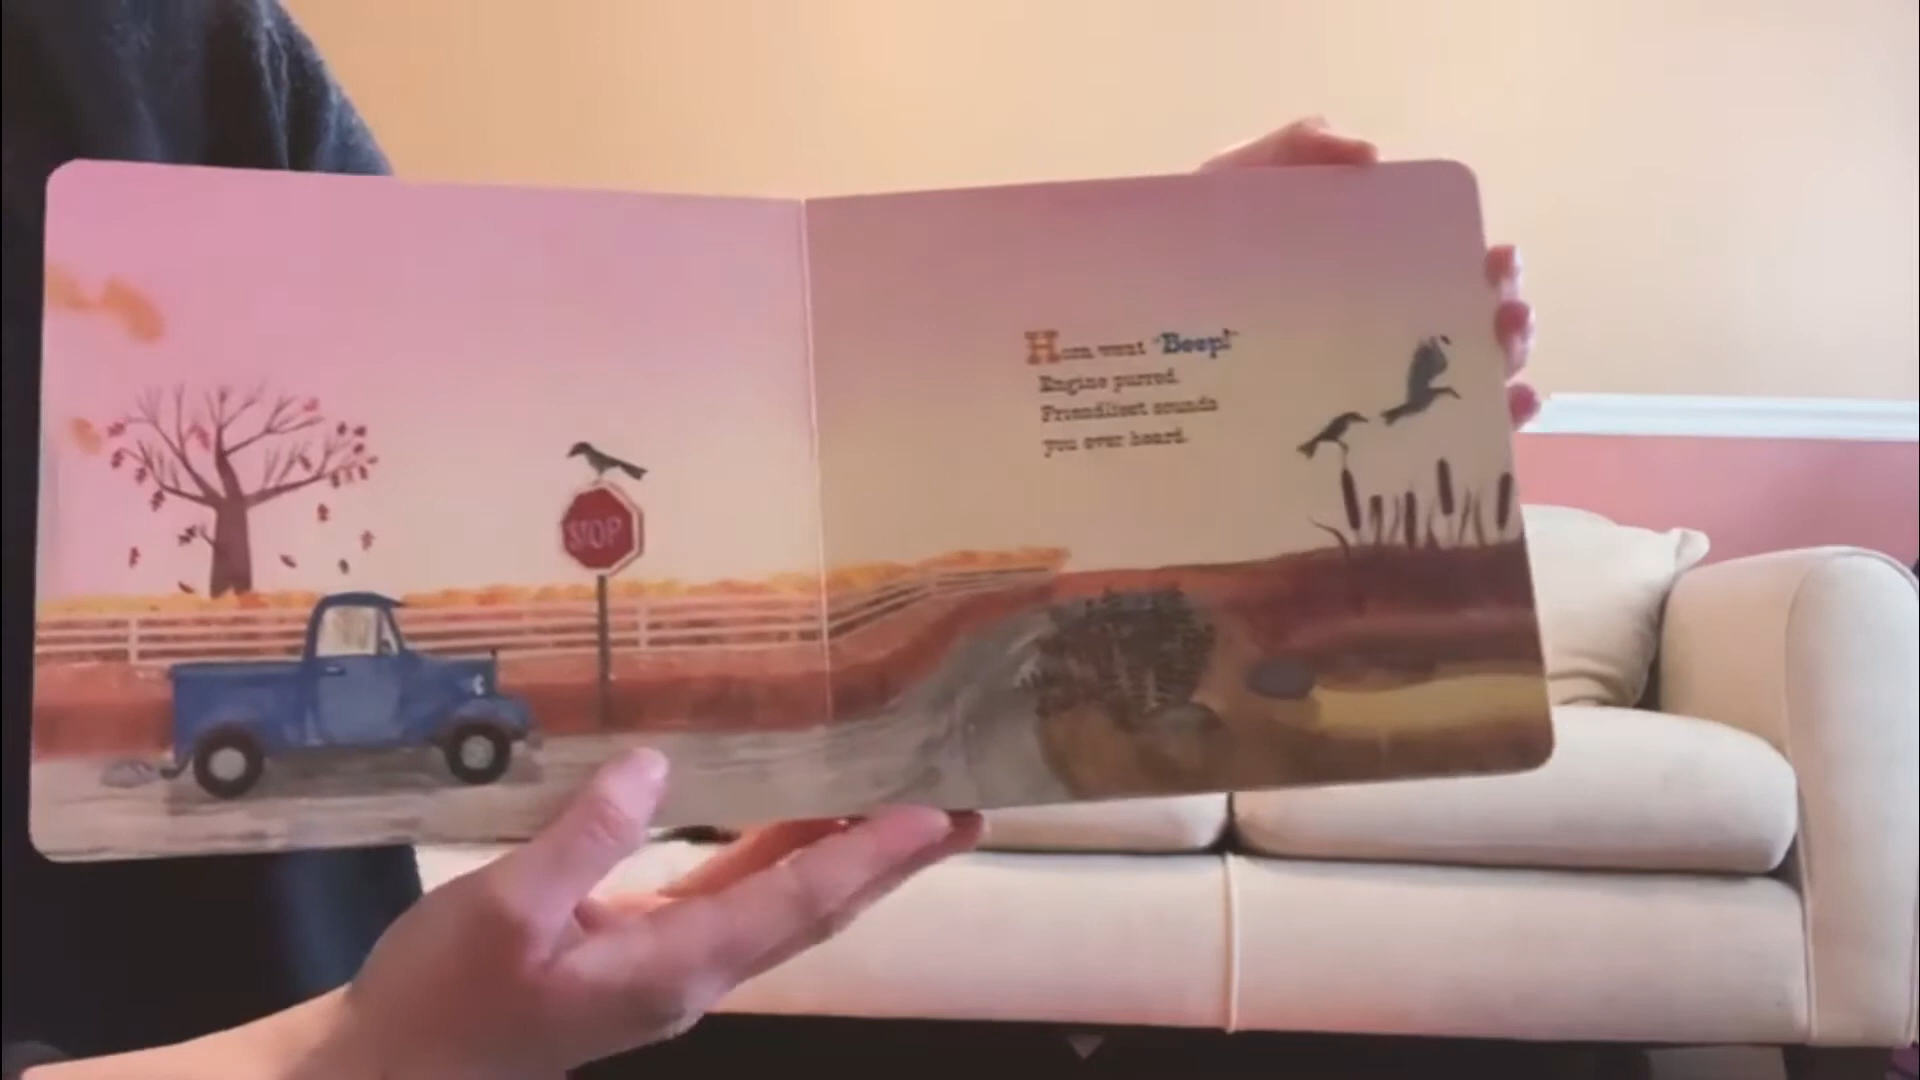 STOP
Horn went "Beep!"
Engine purred.
Friendliest sounds
you ever heard.